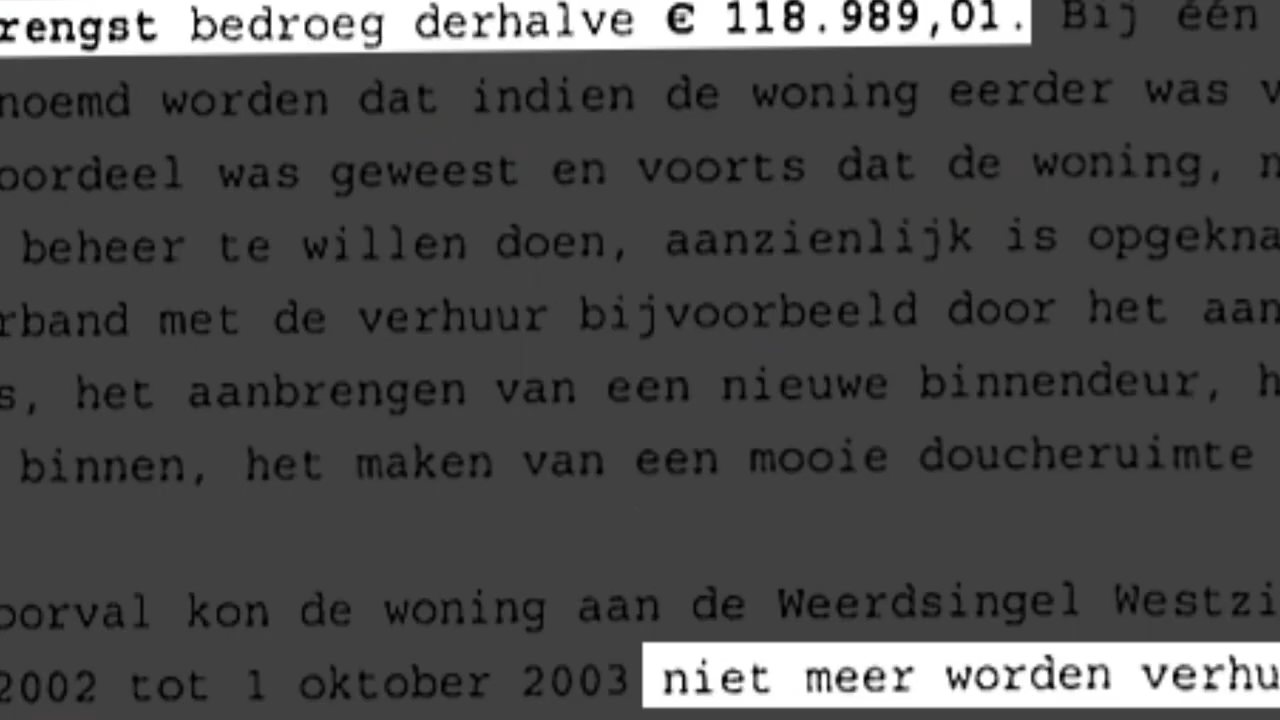 rengst bedroeg derhalve € 118.989,01. Bij één
noemd worden dat indien de woning eerder was v
oordeel was geweest en voorts dat de woning, n
beheer te willen doen, aanzienlijk is opgekna
rband met de verhuur bijvoorbeeld door het aan
s, het aanbrengen van een nieuwe binnendeur, h
binnen, het maken van een mooie doucheruimte
oorval kon de woning aan de Weerdsingel Westzi
2002 tot 1 oktober 2003 niet meer worden verhu